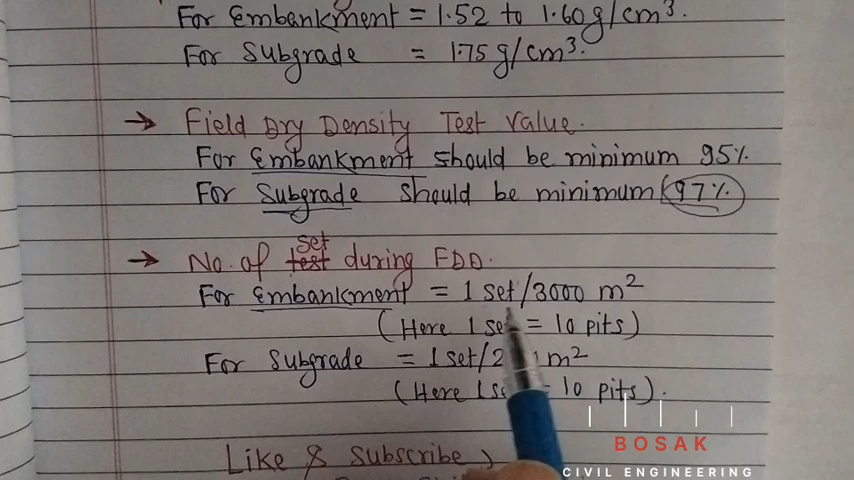 For Embankment = 1.52 to 1.60g/cm³.
For Subgrade = 1.75 g/cm³.
→ Field Dry Density Test Value.
For Embankment should be minimum 95%
For Subgrade should be minimum 97%
set
→ No. of test during FDD.
For Embankment = 1 set/3000 m²
(Here 1 set = 10 pits)
For Subgrade = 1 set/2 m²
(Here 1 = 10 pits).
BOSAK
Like & Subscribe
CIVIL ENGINEERING